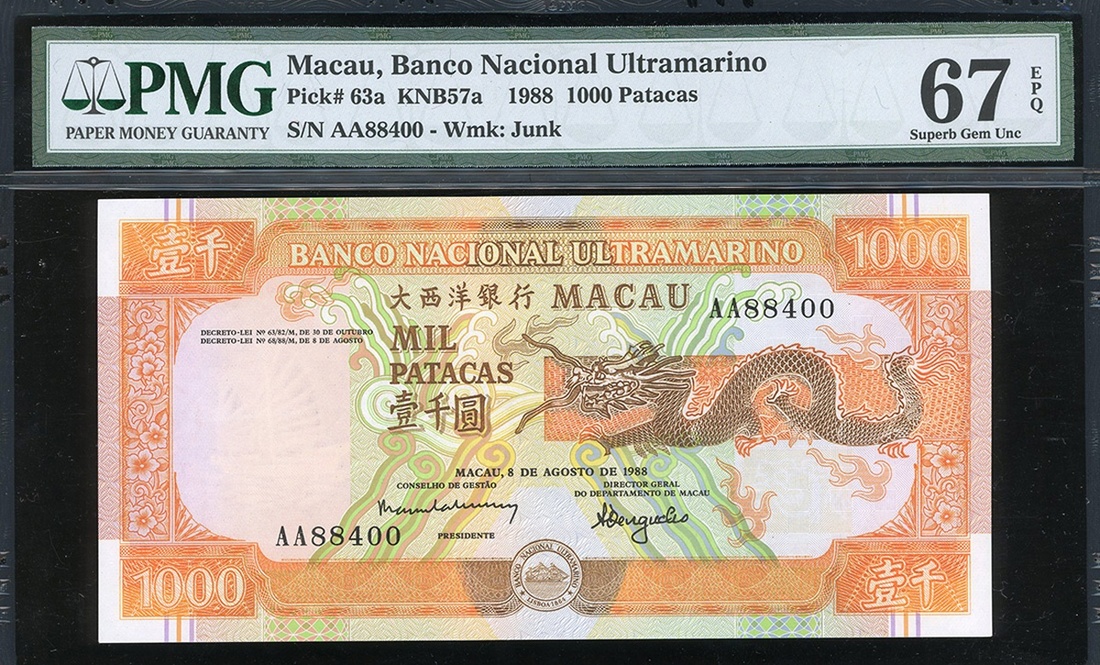 PMG
PAPER MONEY GUARANTY
Macau, Banco Nacional Ultramarino
Pick# 63a KNB57a 1988 1000 Patacas
S/N AA88400 - Wmk: Junk
67
EPQ
Superb Gem Unc
壹千
1000
BANCO NACIONAL ULTRAMARINO
大西洋銀行 MACAU
AA88400
DECRETO-LEI Nº 63/82/M, DE 30 DE OUTUBRO
DECRETO-LEI Nº 68/88/M, DE 8 DE AGOSTO
MIL
PATACAS
壹千圓
MACAU, 8 DE AGOSTO DE 1988
CONSELHO DE GESTÃO
DIRECTOR GERAL
DO DEPARTAMENTO DE MACAU
AA88400
PRESIDENTE
BANCO NACIONAL ULTRAMARINO
LISBOA 1864
1000
壹千